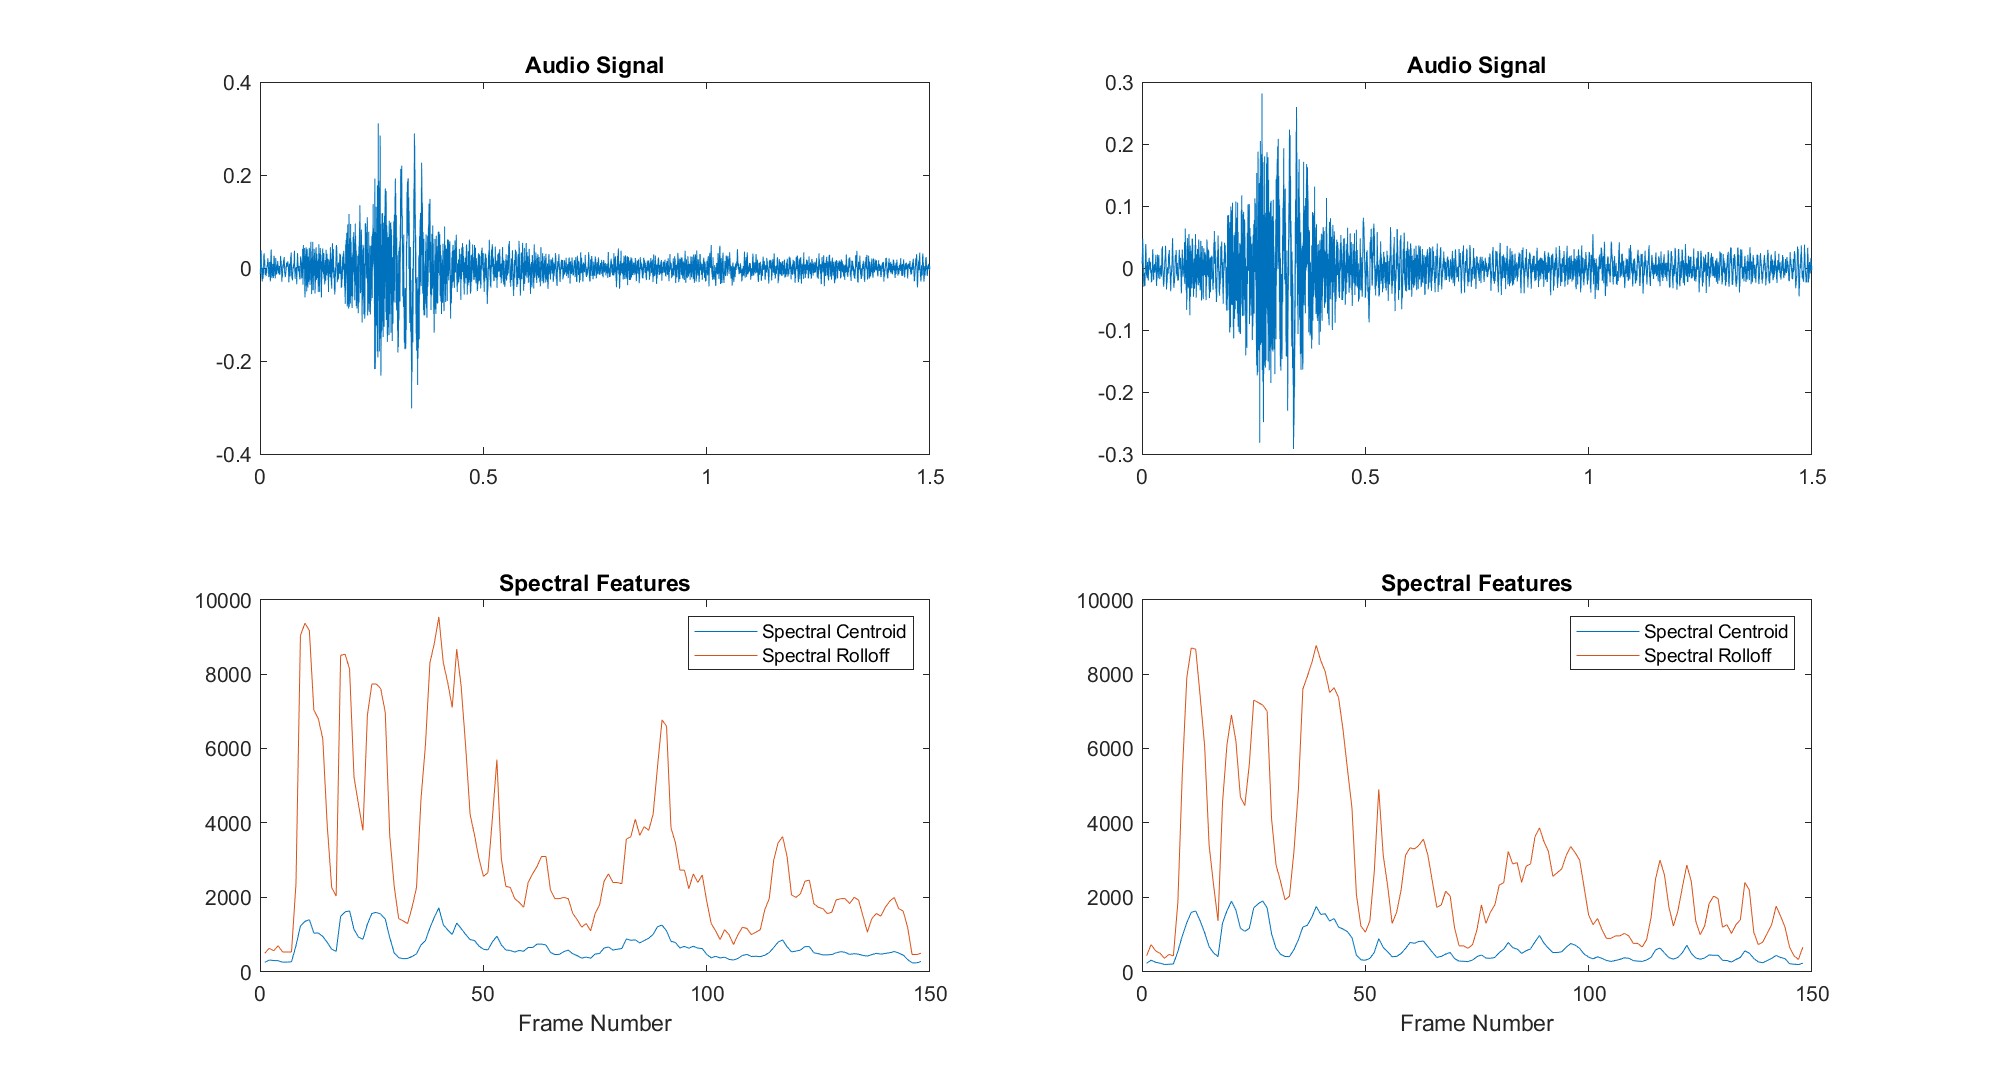 Audio Signal
0.4
0.2
0
-0.2
-0.4
0 0.5 1 1.5
Audio Signal
0.3
0.2
0.1
0
-0.1
-0.2
-0.3
0 0.5 1 1.5
Spectral Features
10000
8000
6000
4000
2000
0
0 50 100 150
Spectral Centroid
Spectral Rolloff
Frame Number
Spectral Features
10000
8000
6000
4000
2000
0
0 50 100 150
Spectral Centroid
Spectral Rolloff
Frame Number